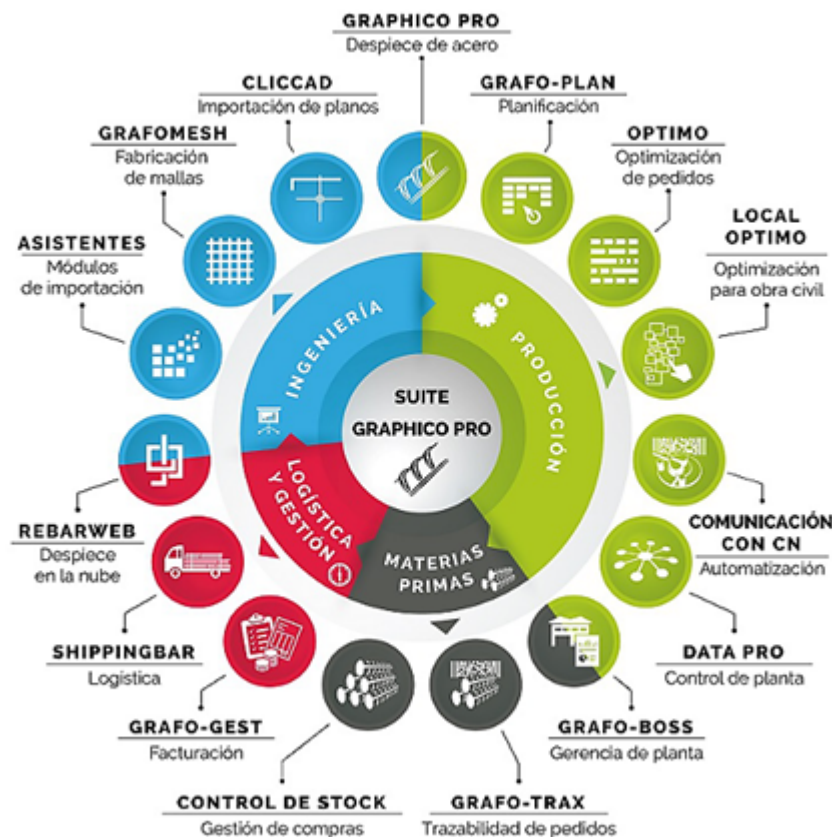 GRAPHICO PRO
Despiece de acero
CLICCAD
Importación de planos
GRAFO-PLAN
Planificación
GRAFOMESH
Fabricación
de mallas
OPTIMO
Optimización
de pedidos
ASISTENTES
Módulos
de importación
LOCAL
OPTIMO
Optimización
para obra civil
INGENIERÍA
PRODUCCIÓN
SUITE
GRAPHICO PRO
LOGÍSTICA
Y GESTIÓN
MATERIAS
PRIMAS
REBARWEB
Despiece
en la nube
COMUNICACIÓN
CON CN
Automatización
SHIPPINGBAR
Logística
DATA PRO
Control de planta
GRAFO-GEST
Facturación
GRAFO-BOSS
Gerencia de planta
CONTROL DE STOCK
Gestión de compras
GRAFO-TRAX
Trazabilidad de pedidos